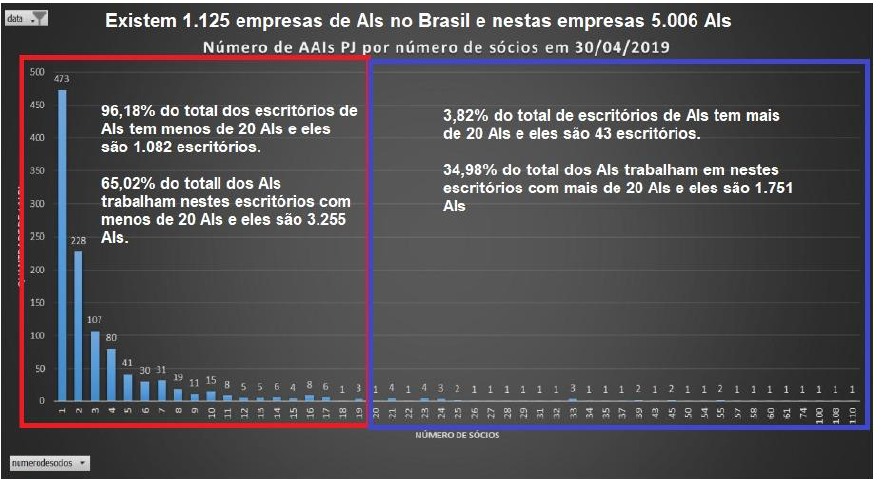 data
Existem 1.125 empresas de AIs no Brasil e nestas empresas 5.006 AIs
Número de AAIs PJ por número de sócios em 30/04/2019
96,18% do total dos escritórios de
AIs tem menos de 20 AIs e eles
são 1.082 escritórios.
65,02% do totall dos AIs
trabalham nestes escritórios com
menos de 20 AIs e eles são 3.255
AIs.
3,82% do total de escritórios de AIs tem mais
de 20 AIs e eles são 43 escritórios.
34,98% do total dos AIs trabalham em nestes
escritórios com mais de 20 AIs e eles são 1.751
AIs
500
450
400
350
300
250
200
150
100
50
0
473 228 107 80 41 30 31 19 11 15 8 5 5 6 4 8 6 1 3 1 4 1 4 3 2 1 1 1 1 1 1 3 1 1 1 2 1 2 1 1 2 1 1 1 1 1 1 1 1
1 2 3 4 5 6 7 8 9 10 11 12 13 14 15 16 17 18 19 20 21 22 23 24 25 26 27 28 29 31 32 33 34 35 37 39 43 45 50 54 55 57 58 60 61 74 100 108 110
NÚMERO DE SÓCIOS
numerodesocios